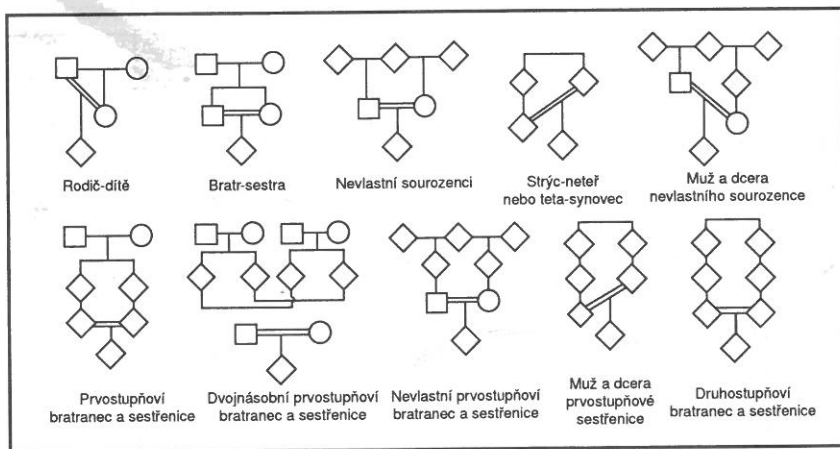 Rodič-dítě
Bratr-sestra
Nevlastní sourozenci
Strýc-neteř
nebo teta-synovec
Muž a dcera
nevlastního sourozence
Prvostupňoví
bratranec a sestřenice
Dvojnásobní prvostupňoví
bratranec a sestřenice
Nevlastní prvostupňoví
bratranec a sestřenice
Muž a dcera
prvostupňové
sestřenice
Druhostupňoví
bratranec a sestřenice